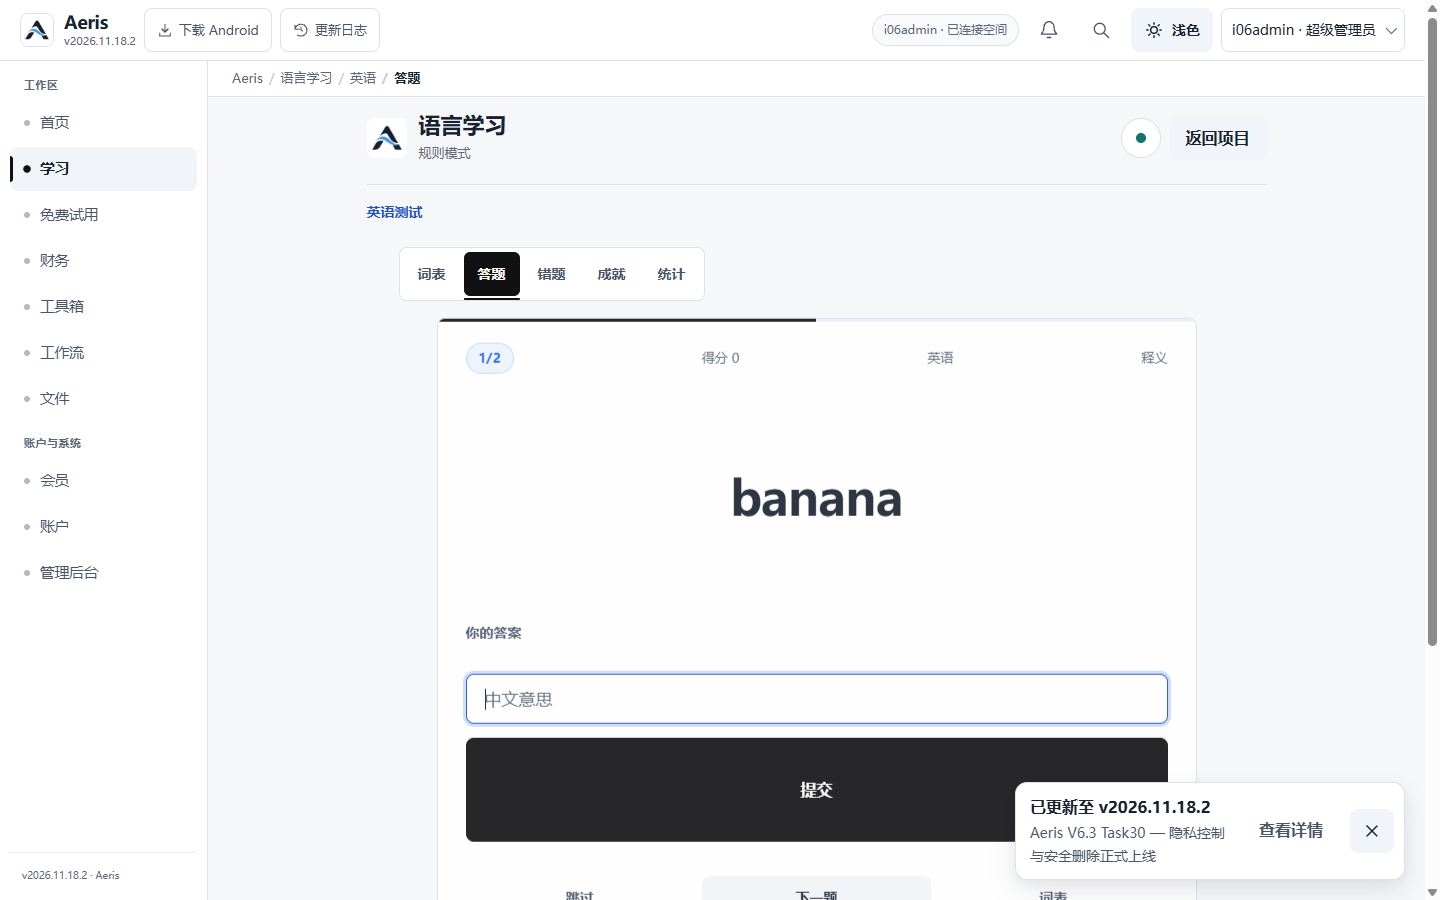 Aeris
v2026.11.18.2
下载 Android
更新日志
i06admin · 已连接空间
浅色
i06admin · 超级管理员
工作区
首页
学习
免费试用
财务
工具箱
工作流
文件
账户与系统
会员
账户
管理后台
v2026.11.18.2 · Aeris
Aeris / 语言学习 / 英语 / 答题
语言学习
规则模式
返回项目
英语测试
词表 答题 错题 成就 统计
1/2 得分 0 英语 释义
banana
你的答案
中文意思
提交
跳过 下一题 词表
已更新至 v2026.11.18.2
Aeris V6.3 Task30 — 隐私控制
与安全删除正式上线
查看详情